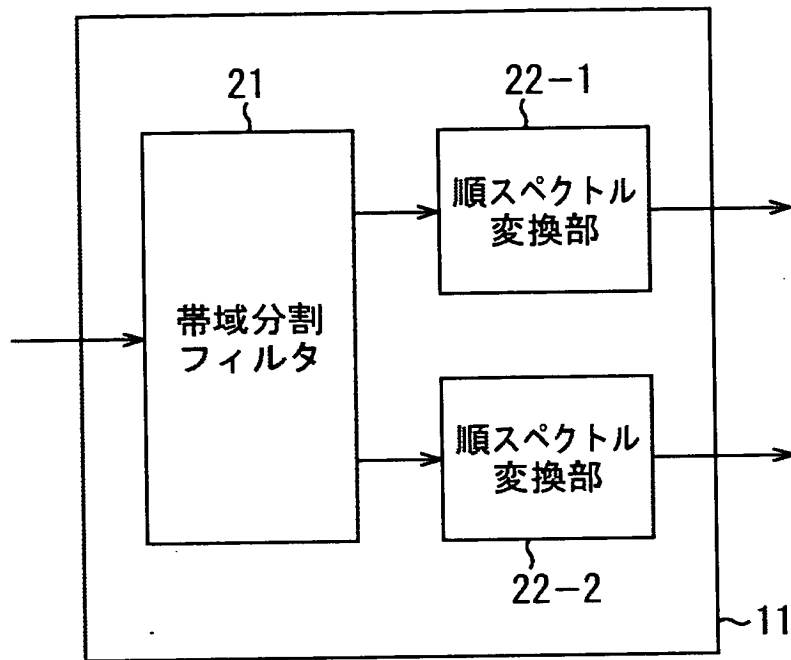 21
22-1
順スペクトル
変換部
帯域分割
フィルタ
順スペクトル
変換部
22-2
11